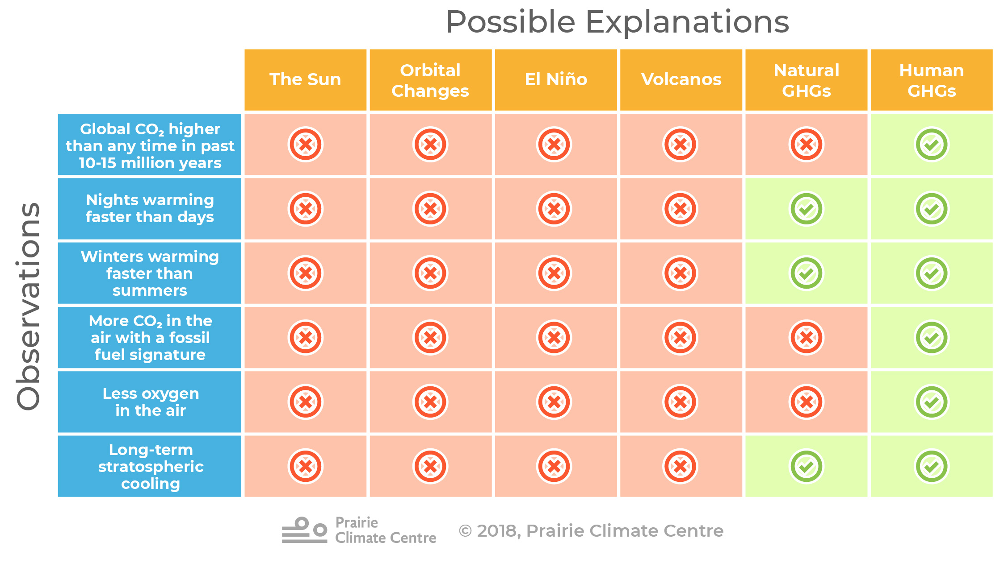 Possible Explanations
The Sun
Orbital
Changes
El Niño
Volcanos
Natural
GHGs
Human
GHGs
Observations
Global CO₂ higher
than any time in past
10-15 million years
Nights warming
faster than days
Winters warming
faster than
summers
More CO₂ in the
air with a fossil
fuel signature
Less oxygen
in the air
Long-term
stratospheric
cooling
Prairie
Climate Centre
© 2018, Prairie Climate Centre